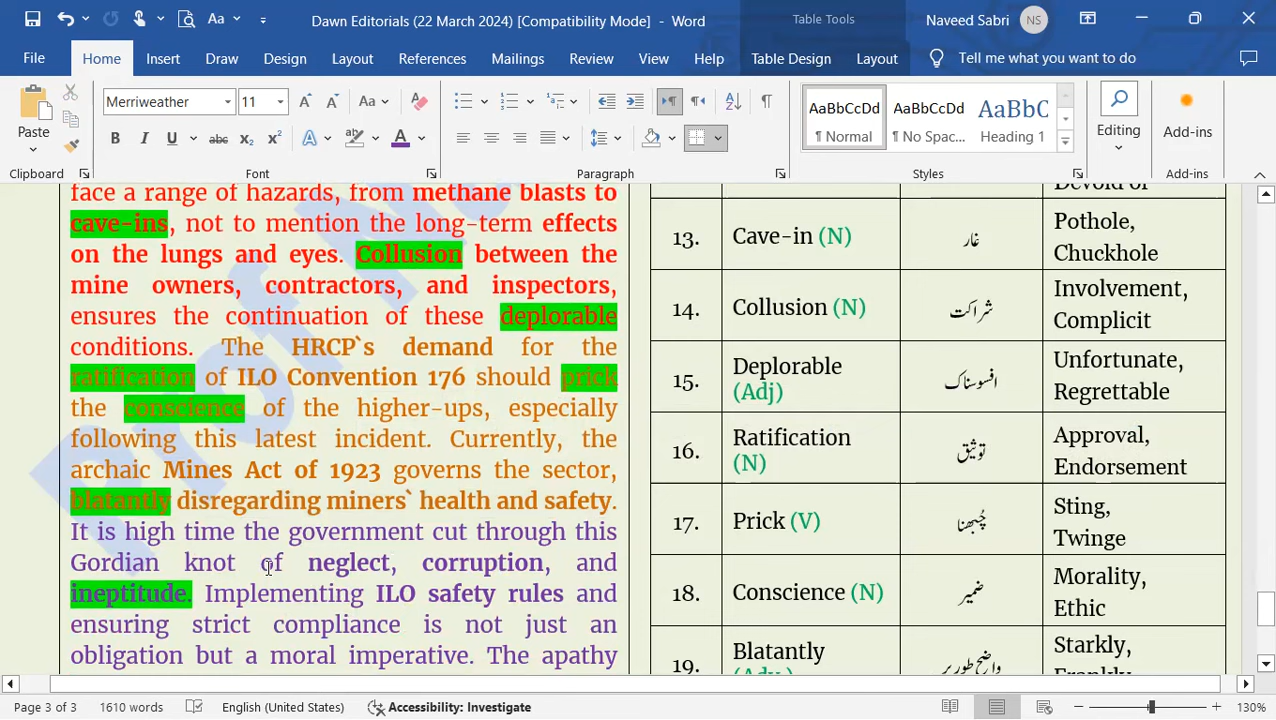 Dawn Editorials (22 March 2024) [Compatibility Mode] - Word
Table Tools
Naveed Sabri
NS
File
Home
Insert
Draw
Design
Layout
References
Mailings
Review
View
Help
Table Design
Layout
Tell me what you want to do
Paste
Merriweather
11
Clipboard
Font
Paragraph
AaBbCcDd
¶ Normal
AaBbCcDd
¶ No Spac...
AaBbCc
Heading 1
Styles
Editing
Add-ins
Add-ins
face a range of hazards, from methane blasts to
cave-ins, not to mention the long-term effects
on the lungs and eyes. Collusion between the
mine owners, contractors, and inspectors,
ensures the continuation of these deplorable
conditions. The HRCP`s demand for the
ratification of ILO Convention 176 should prick
the conscience of the higher-ups, especially
following this latest incident. Currently, the
archaic Mines Act of 1923 governs the sector,
blatantly disregarding miners` health and safety.
It is high time the government cut through this
Gordian knot of neglect, corruption, and
ineptitude. Implementing ILO safety rules and
ensuring strict compliance is not just an
obligation but a moral imperative. The apathy
Devoid of
13. Cave-in (N) غار Pothole,
Chuckhole
14. Collusion (N) شراکت Involvement,
Complicit
15. Deplorable
(Adj) افسوسناک Unfortunate,
Regrettable
16. Ratification
(N) توثیق Approval,
Endorsement
17. Prick (V) چُبھنا Sting,
Twinge
18. Conscience (N) ضمیر Morality,
Ethic
19. Blatantly
(Adv) واضح طور پر Starkly,
Frankly
Page 3 of 3
1610 words
English (United States)
Accessibility: Investigate
130%